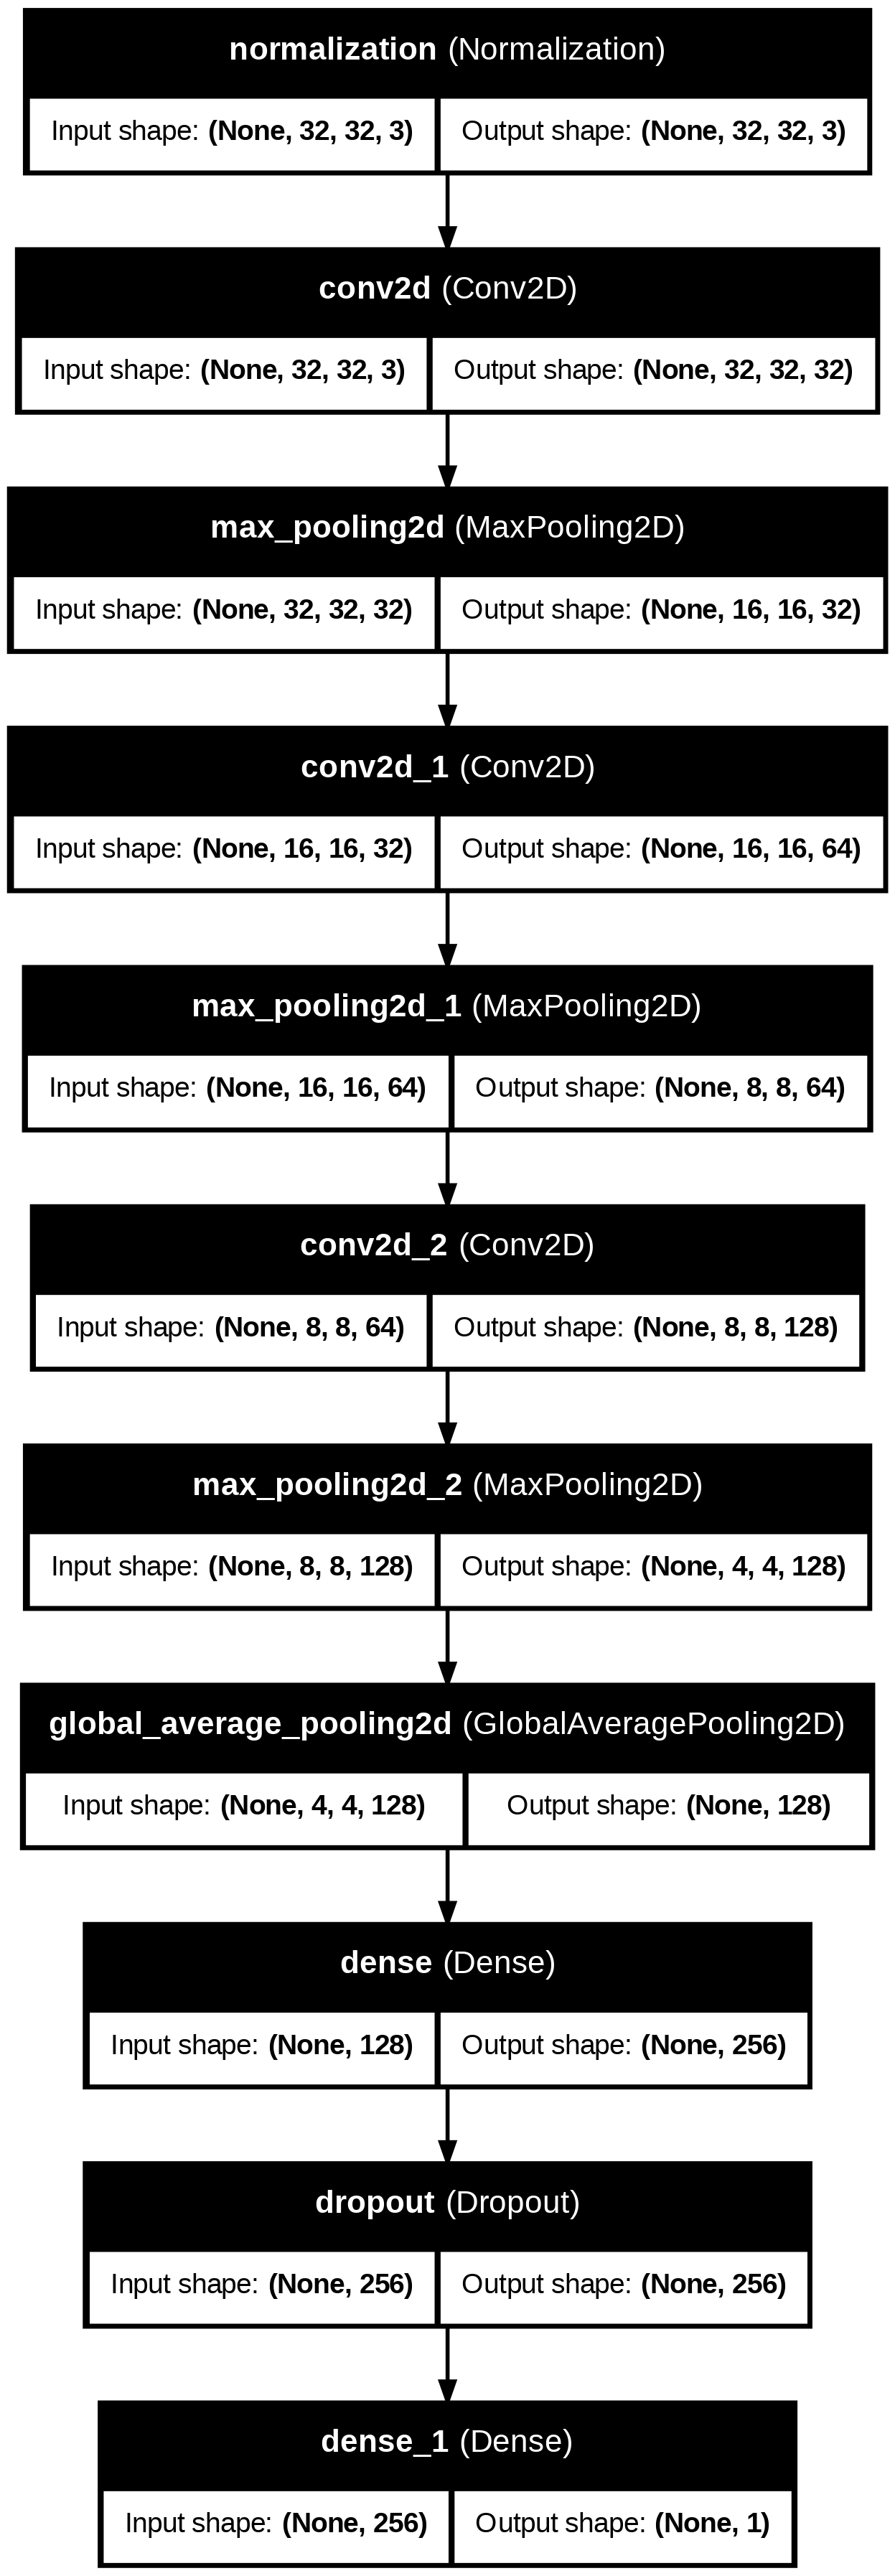 normalization (Normalization)
Input shape: (None, 32, 32, 3) Output shape: (None, 32, 32, 3)
conv2d (Conv2D)
Input shape: (None, 32, 32, 3) Output shape: (None, 32, 32, 32)
max_pooling2d (MaxPooling2D)
Input shape: (None, 32, 32, 32) Output shape: (None, 16, 16, 32)
conv2d_1 (Conv2D)
Input shape: (None, 16, 16, 32) Output shape: (None, 16, 16, 64)
max_pooling2d_1 (MaxPooling2D)
Input shape: (None, 16, 16, 64) Output shape: (None, 8, 8, 64)
conv2d_2 (Conv2D)
Input shape: (None, 8, 8, 64) Output shape: (None, 8, 8, 128)
max_pooling2d_2 (MaxPooling2D)
Input shape: (None, 8, 8, 128) Output shape: (None, 4, 4, 128)
global_average_pooling2d (GlobalAveragePooling2D)
Input shape: (None, 4, 4, 128) Output shape: (None, 128)
dense (Dense)
Input shape: (None, 128) Output shape: (None, 256)
dropout (Dropout)
Input shape: (None, 256) Output shape: (None, 256)
dense_1 (Dense)
Input shape: (None, 256) Output shape: (None, 1)